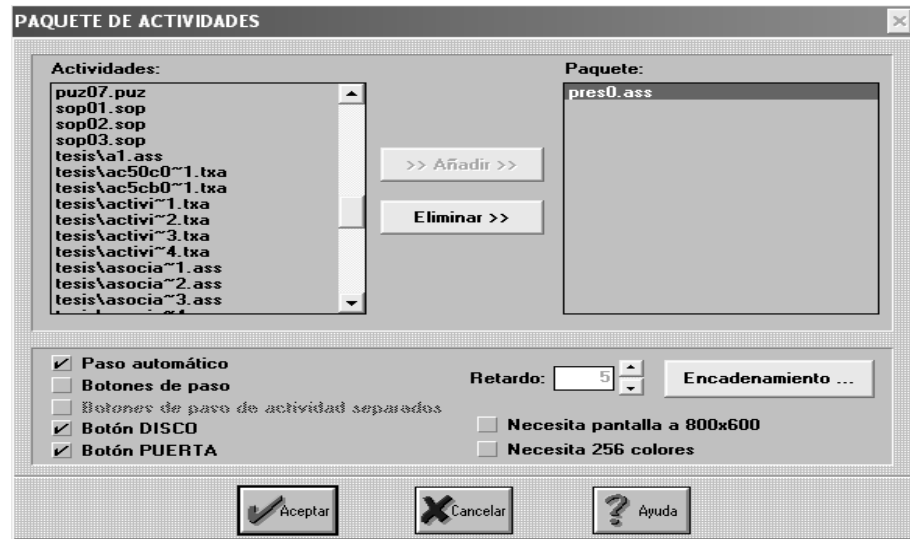 PAQUETE DE ACTIVIDADES
Actividades:
puz07.puz
sop01.sop
sop02.sop
sop03.sop
tesis\a1.ass
tesis\ac50c0~1.txa
tesis\ac5cb0~1.txa
tesis\activi~1.txa
tesis\activi~2.txa
tesis\activi~3.txa
tesis\activi~4.txa
tesis\asocia~1.ass
tesis\asocia~2.ass
tesis\asocia~3.ass
>> Añadir >>
Eliminar >>
Paquete:
pres0.ass
Paso automático
Botones de paso
Botones de paso de actividad separados
Botón DISCO
Botón PUERTA
Retardo: 5
Encadenamiento ...
Necesita pantalla a 800x600
Necesita 256 colores
Aceptar
Cancelar
Ayuda